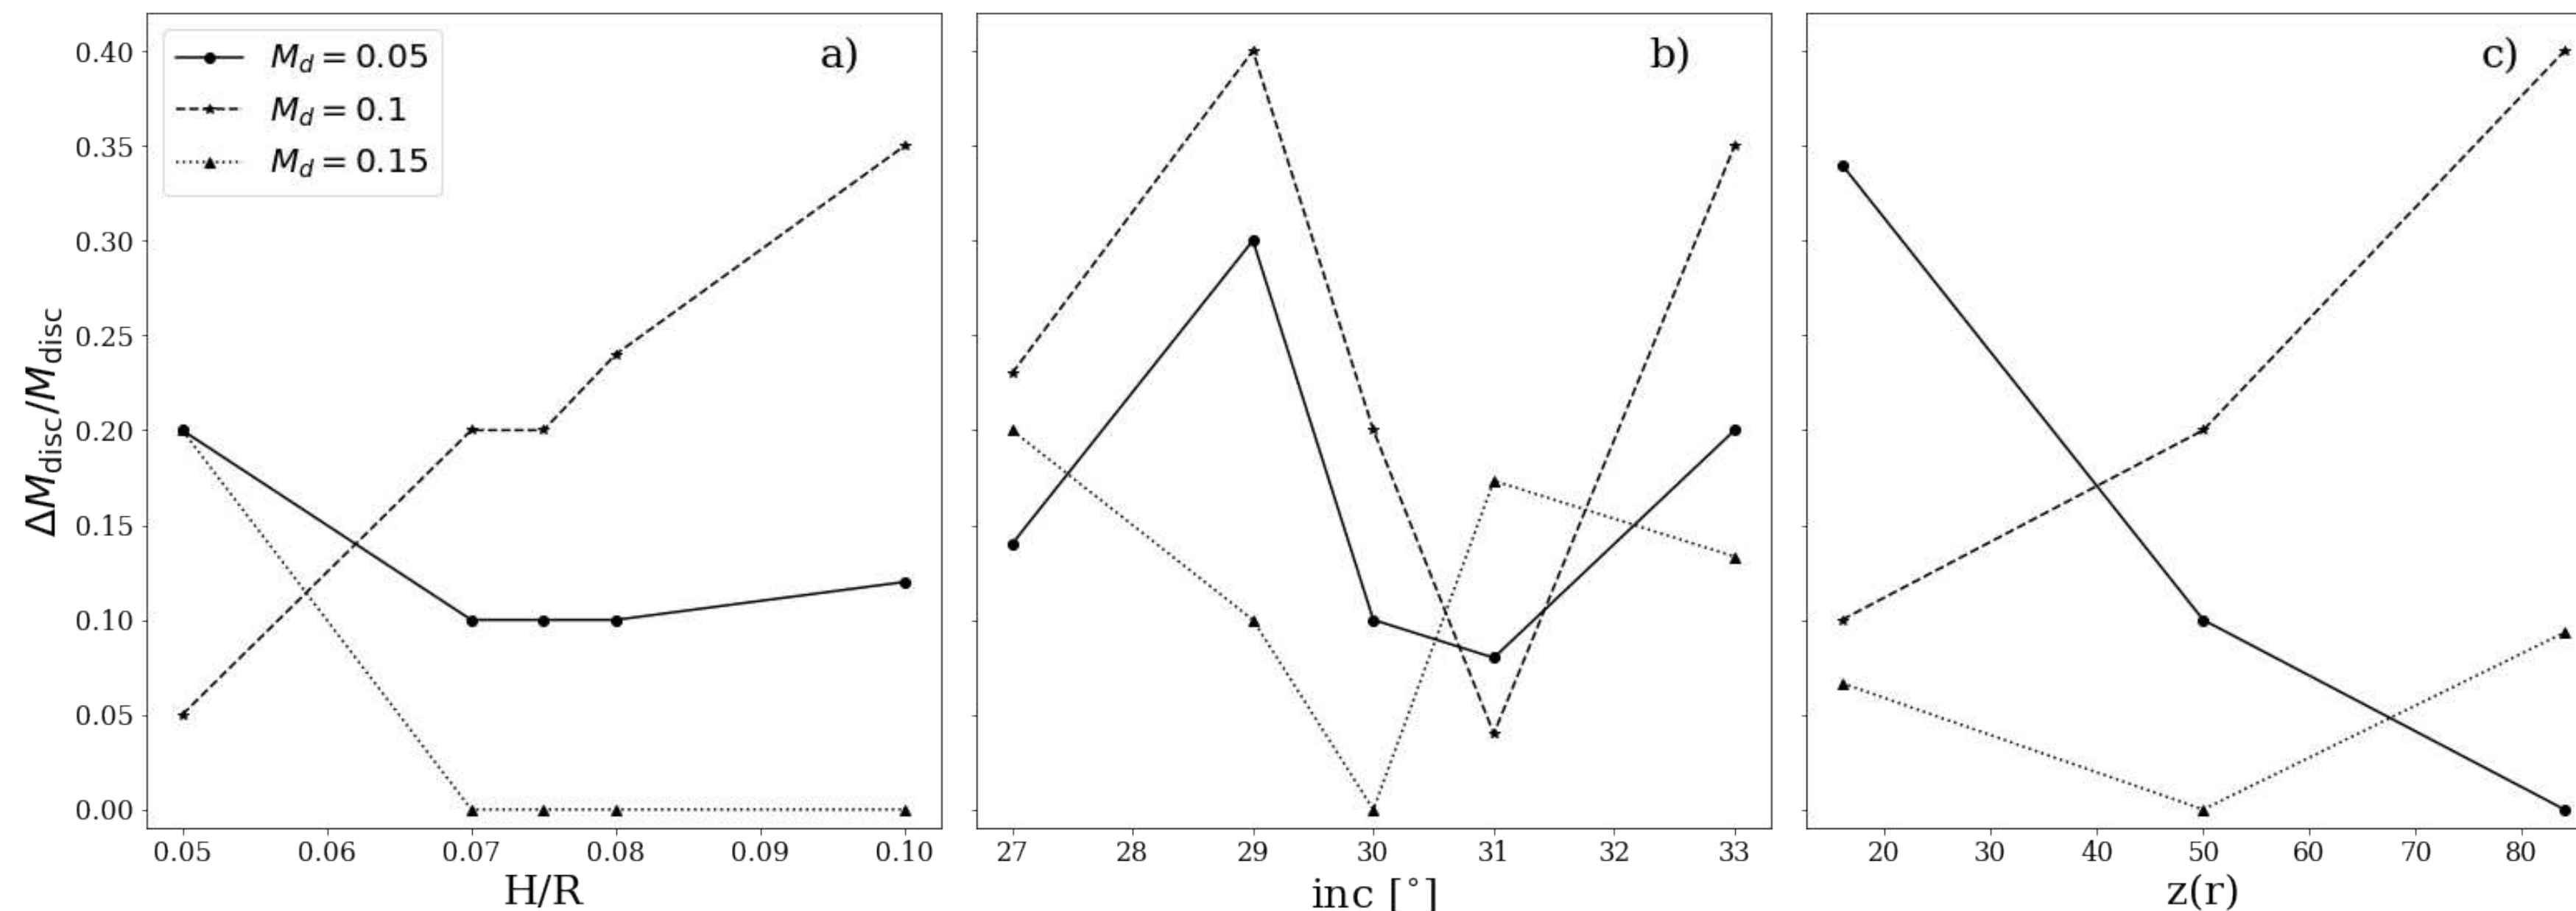 a)
b)
c)
M_d = 0.05
M_d = 0.1
M_d = 0.15
ΔM_disc/M_disc
0.40
0.35
0.30
0.25
0.20
0.15
0.10
0.05
0.00
0.05 0.06 0.07 0.08 0.09 0.10
H/R
27 28 29 30 31 32 33
inc [°]
20 30 40 50 60 70 80
z(r)